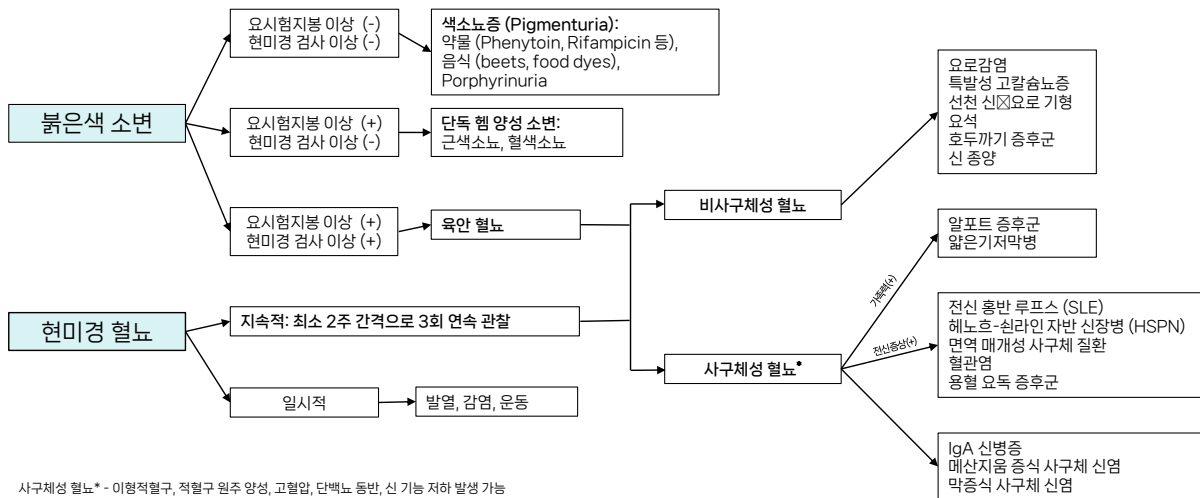 요시험지봉 이상 (-)
현미경 검사 이상 (-)
색소뇨증 (Pigmenturia):
약물 (Phenytoin, Rifampicin 등),
음식 (beets, food dyes),
Porphyrinuria
붉은색 소변
요시험지봉 이상 (+)
현미경 검사 이상 (-)
단독 헴 양성 소변:
근색소뇨, 혈색소뇨
요시험지봉 이상 (+)
현미경 검사 이상 (+)
육안 혈뇨
현미경 혈뇨
지속적: 최소 2주 간격으로 3회 연속 관찰
일시적
발열, 감염, 운동
비사구체성 혈뇨
요로감염
특발성 고칼슘뇨증
선천 신☒요로 기형
요석
호두까기 증후군
신 종양
사구체성 혈뇨*
가족력(+)
알포트 증후군
얇은기저막병
전신증상(+)
전신 홍반 루프스 (SLE)
헤노흐-쉰라인 자반 신장병 (HSPN)
면역 매개성 사구체 질환
혈관염
용혈 요독 증후군
IgA 신병증
메산지움 증식 사구체 신염
막증식 사구체 신염
사구체성 혈뇨* - 이형적혈구, 적혈구 원주 양성, 고혈압, 단백뇨 동반, 신 기능 저하 발생 가능